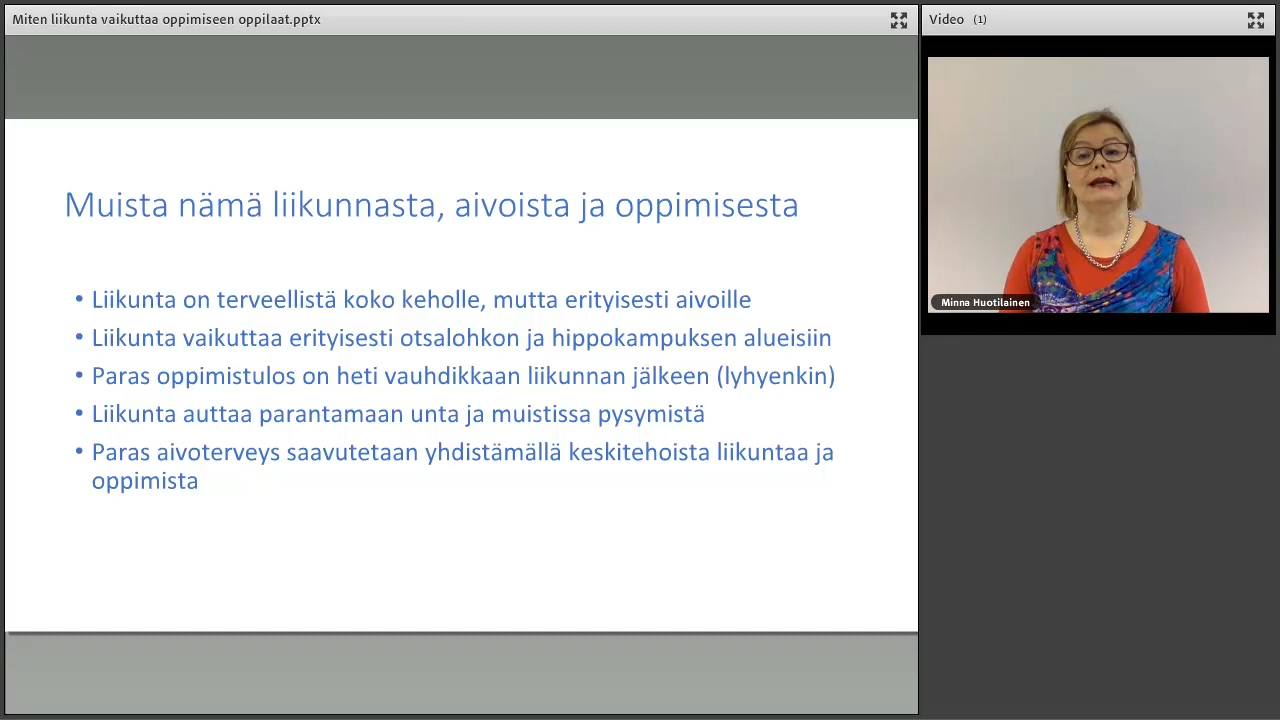 Miten liikunta vaikuttaa oppimiseen oppilaat.pptx
Video (1)
Muista nämä liikunnasta, aivoista ja oppimisesta
• Liikunta on terveellistä koko keholle, mutta erityisesti aivoille
• Liikunta vaikuttaa erityisesti otsalohkon ja hippokampuksen alueisiin
• Paras oppimistulos on heti vauhdikkaan liikunnan jälkeen (lyhyenkin)
• Liikunta auttaa parantamaan unta ja muistissa pysymistä
• Paras aivoterveys saavutetaan yhdistämällä keskitehoista liikuntaa ja
oppimista
Minna Huotilainen